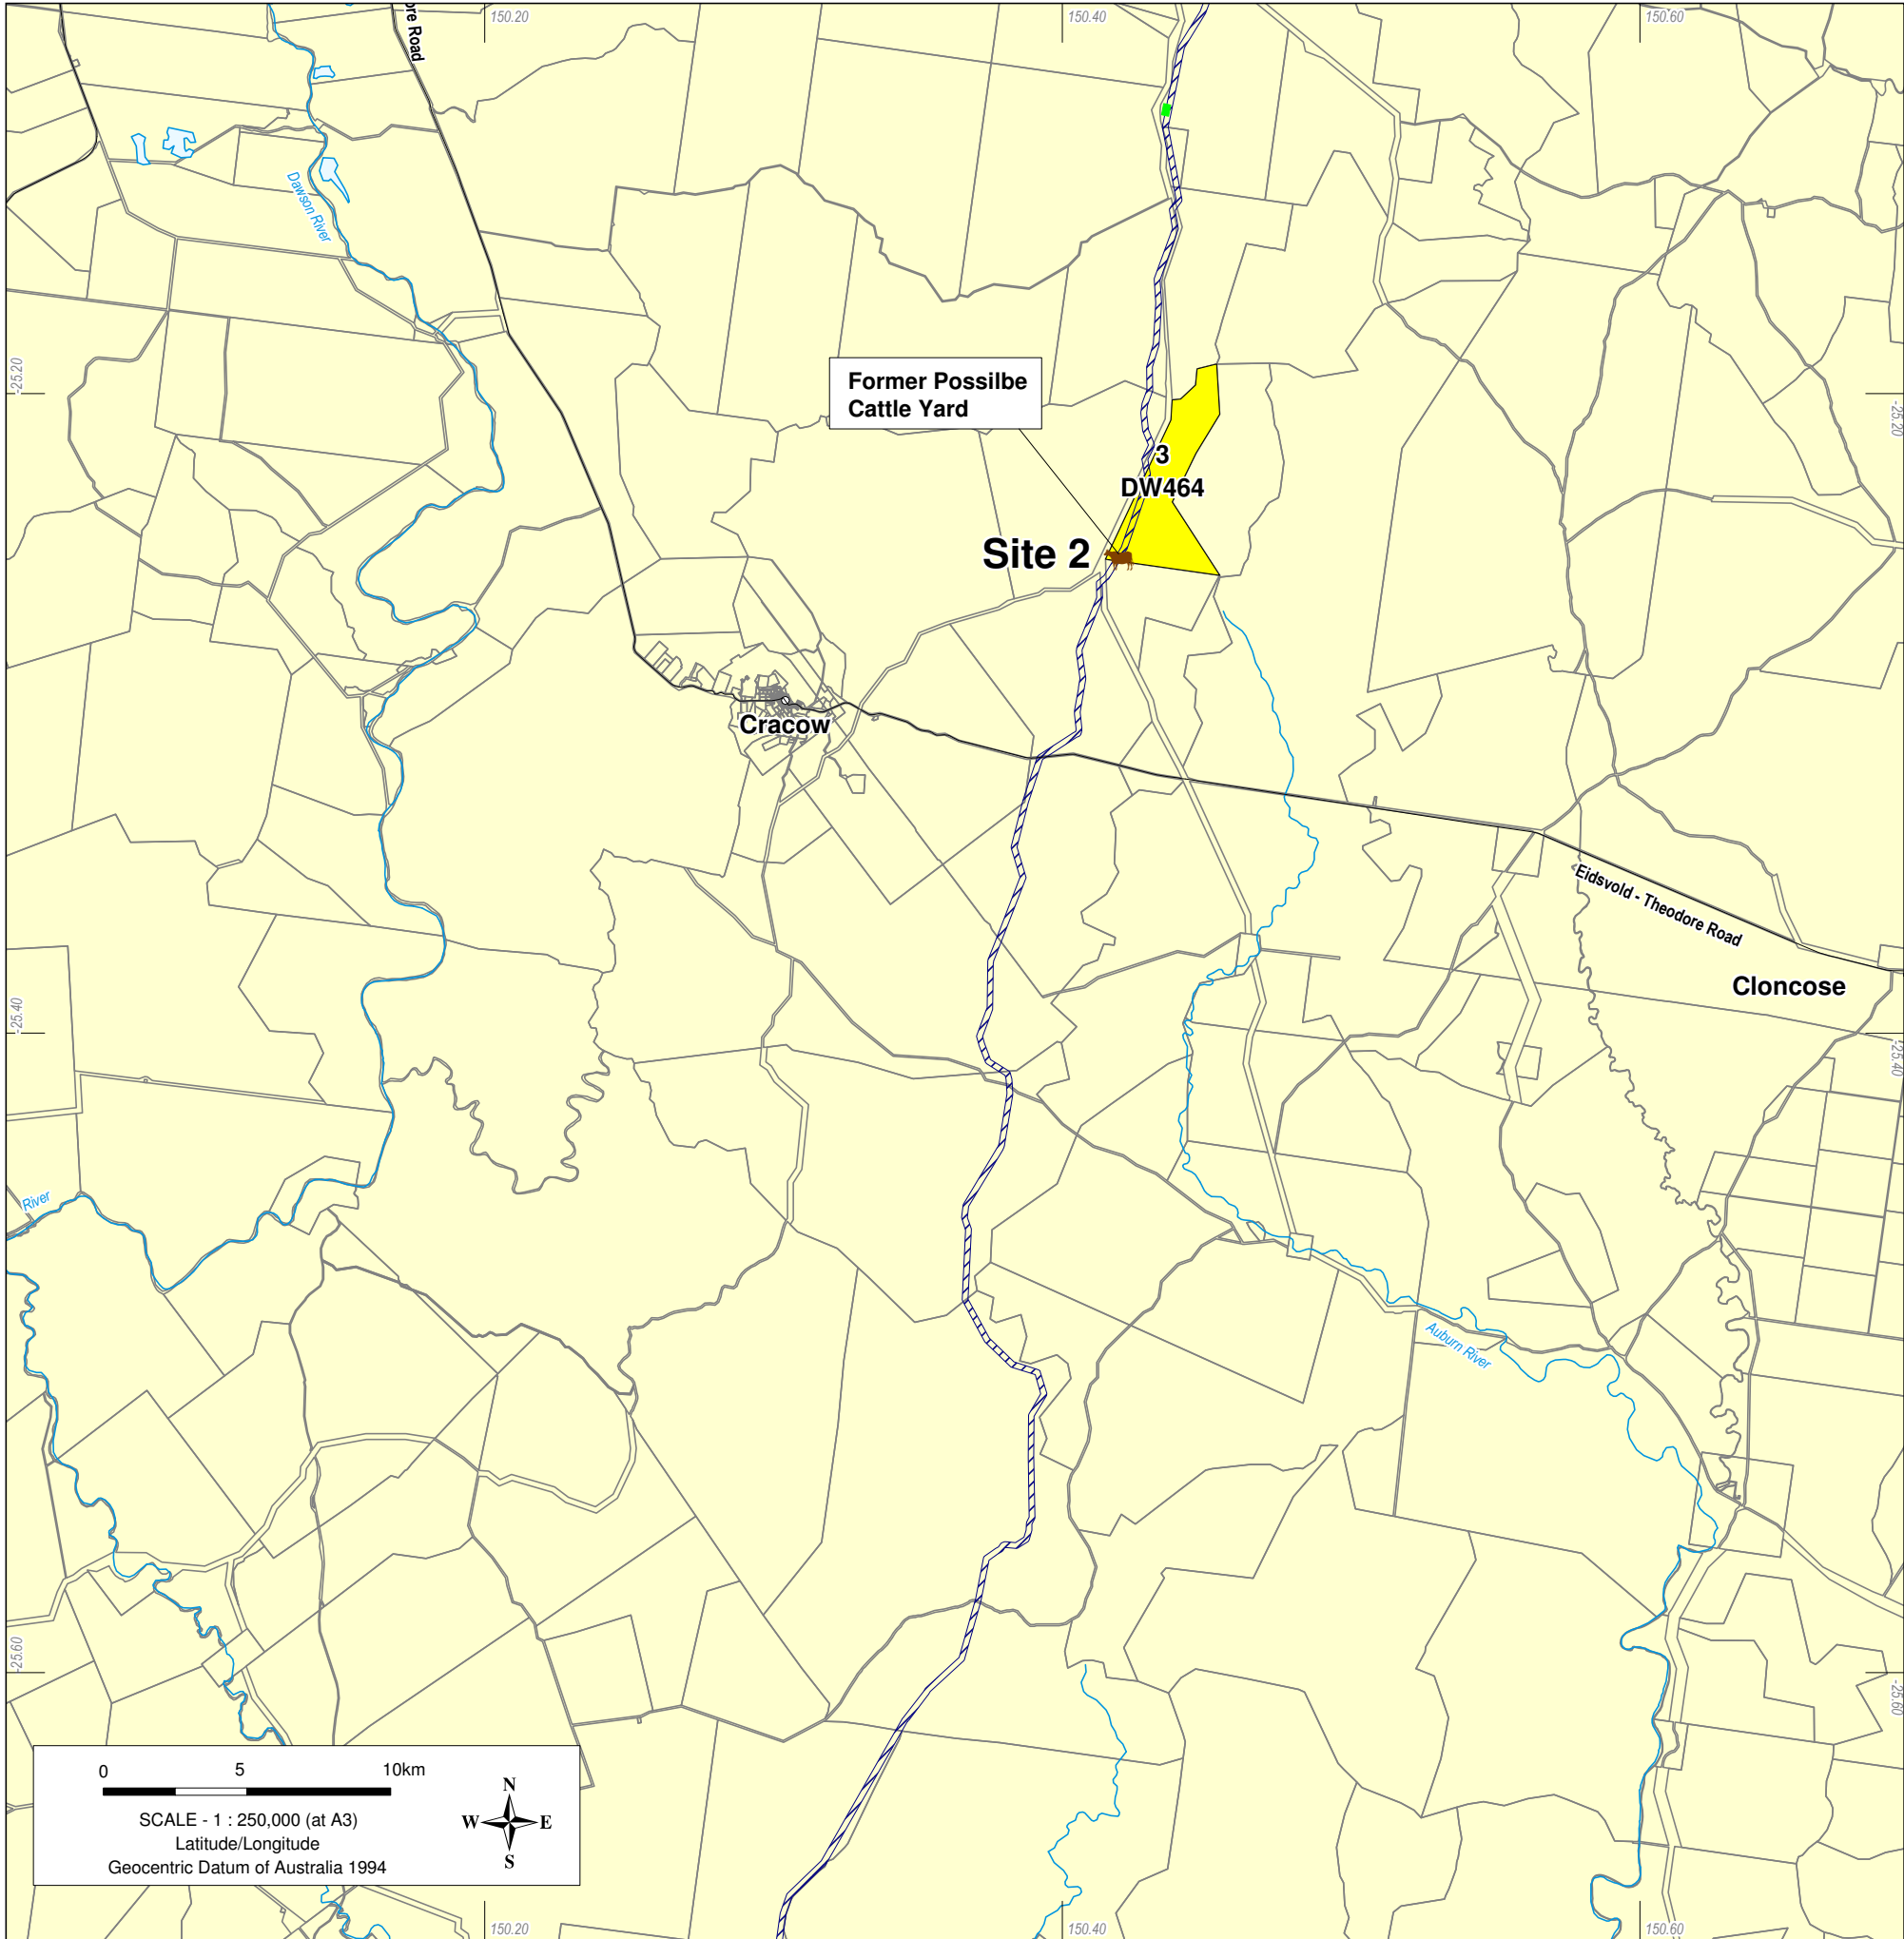 150.20
150.40
150.60
ore Road
Dawson River
-25.20
-25.20
Former Possilbe
Cattle Yard
3
DW464
Site 2
Cracow
Eidsvold - Theodore Road
Cloncose
-25.40
-25.40
River
Auburn River
-25.60
-25.60
0 5 10km
SCALE - 1 : 250,000 (at A3)
Latitude/Longitude
Geocentric Datum of Australia 1994
N
W E
S
150.20
150.40
150.60